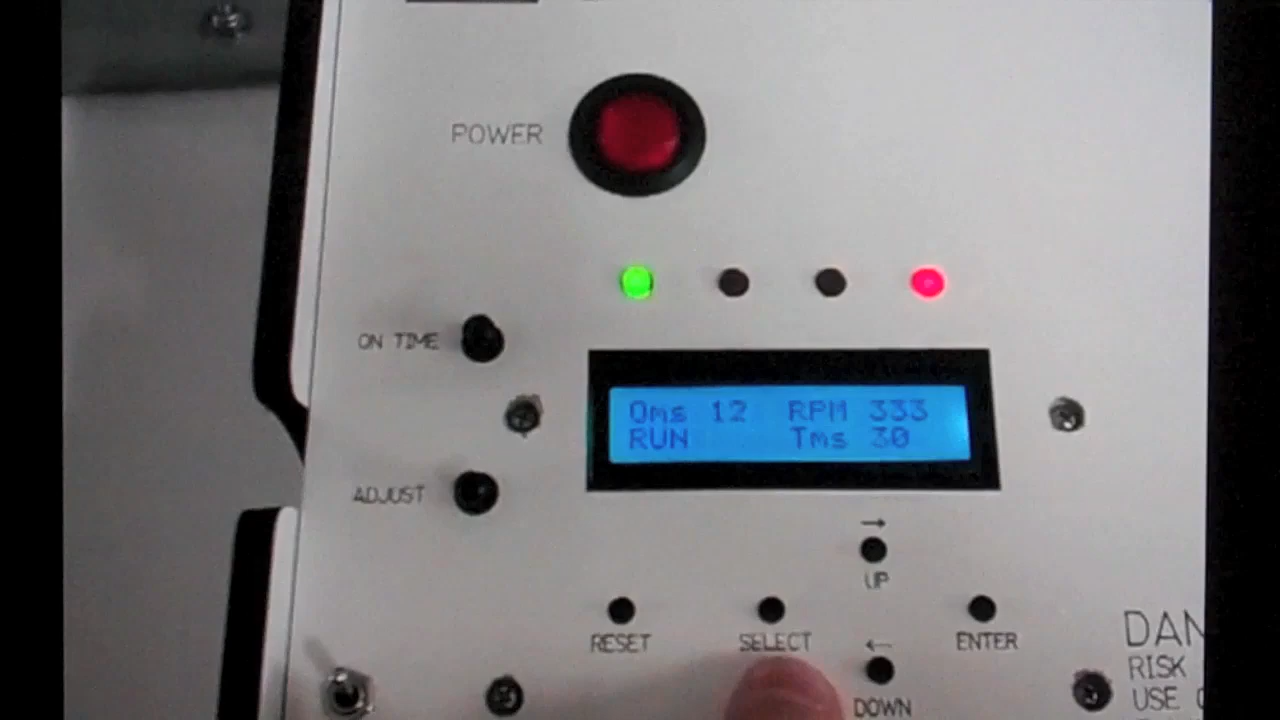 POWER
ON TIME
Oms 12 RPM 333
RUN Tms 30
ADJUST
→
UP
RESET
SELECT
←
ENTER
DOWN
DAN
RISK
USE